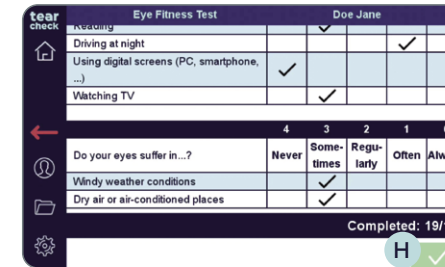 tear
check
Eye Fitness Test
Doe Jane
Reading
Driving at night
Using digital screens (PC, smartphone,
...)
Watching TV
4 3 2 1
Do your eyes suffer in...? Never Some-
times Regu-
larly Often Alw
Windy weather conditions
Dry air or air-conditioned places
Completed: 19/
H